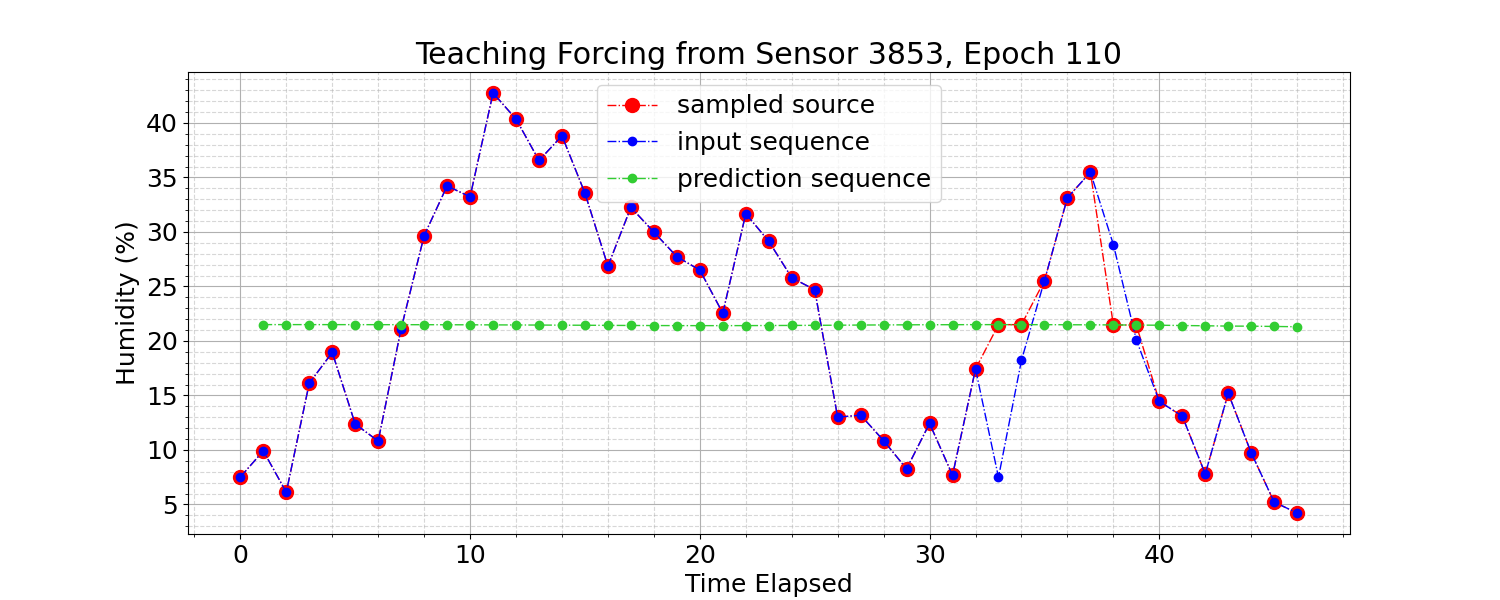 Teaching Forcing from Sensor 3853, Epoch 110
sampled source
input sequence
prediction sequence
Humidity (%)
40
35
30
25
20
15
10
5
0 10 20 30 40
Time Elapsed